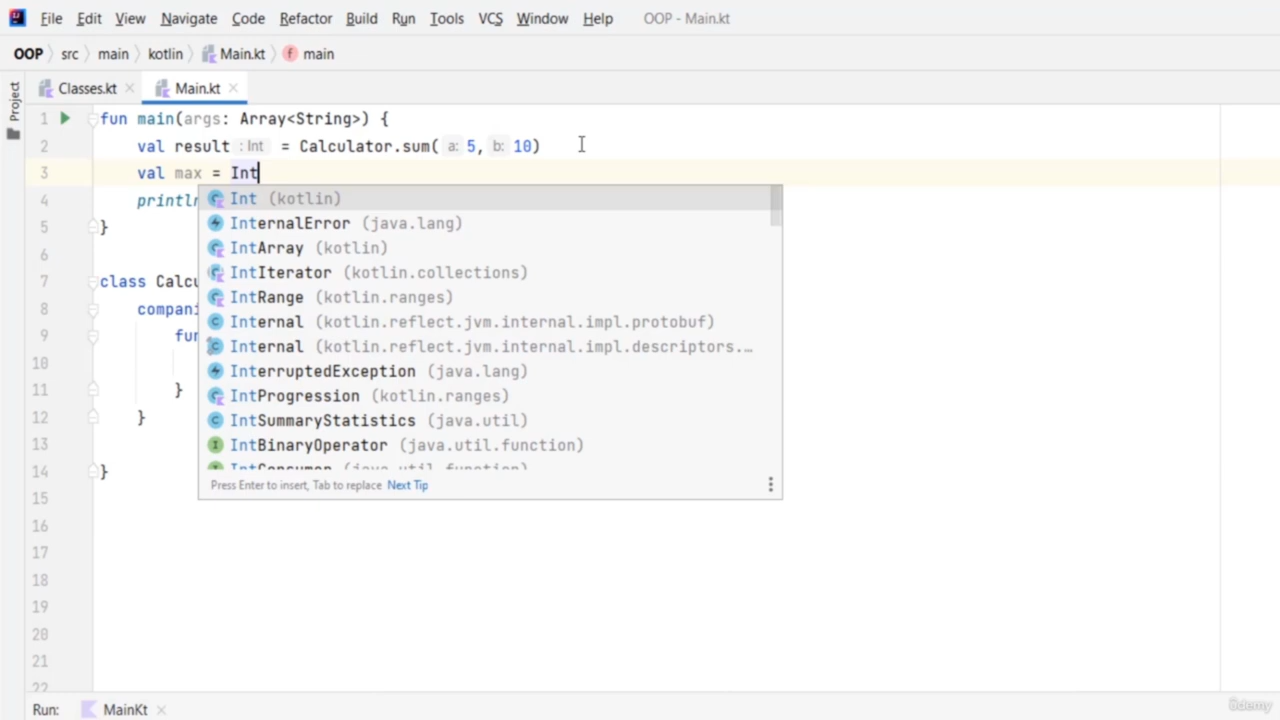 File Edit View Navigate Code Refactor Build Run Tools VCS Window Help OOP - Main.kt
OOP src main kotlin Main.kt main
Classes.kt Main.kt
Project
1 fun main(args: Array<String>) {
2 val result : Int = Calculator.sum( a: 5, b: 10)
3 val max = Int
4 println
5 }
6
7 class Calcu
8 compani
9 fun
10
11 }
12 }
13
14 }
15
16
17
18
19
20
21
22
Int (kotlin)
InternalError (java.lang)
IntArray (kotlin)
IntIterator (kotlin.collections)
IntRange (kotlin.ranges)
Internal (kotlin.reflect.jvm.internal.impl.protobuf)
Internal (kotlin.reflect.jvm.internal.impl.descriptors.…
InterruptedException (java.lang)
IntProgression (kotlin.ranges)
IntSummaryStatistics (java.util)
IntBinaryOperator (java.util.function)
IntConsumer (java.util.function)
Press Enter to insert, Tab to replace Next Tip
Run: MainKt
ûdemy